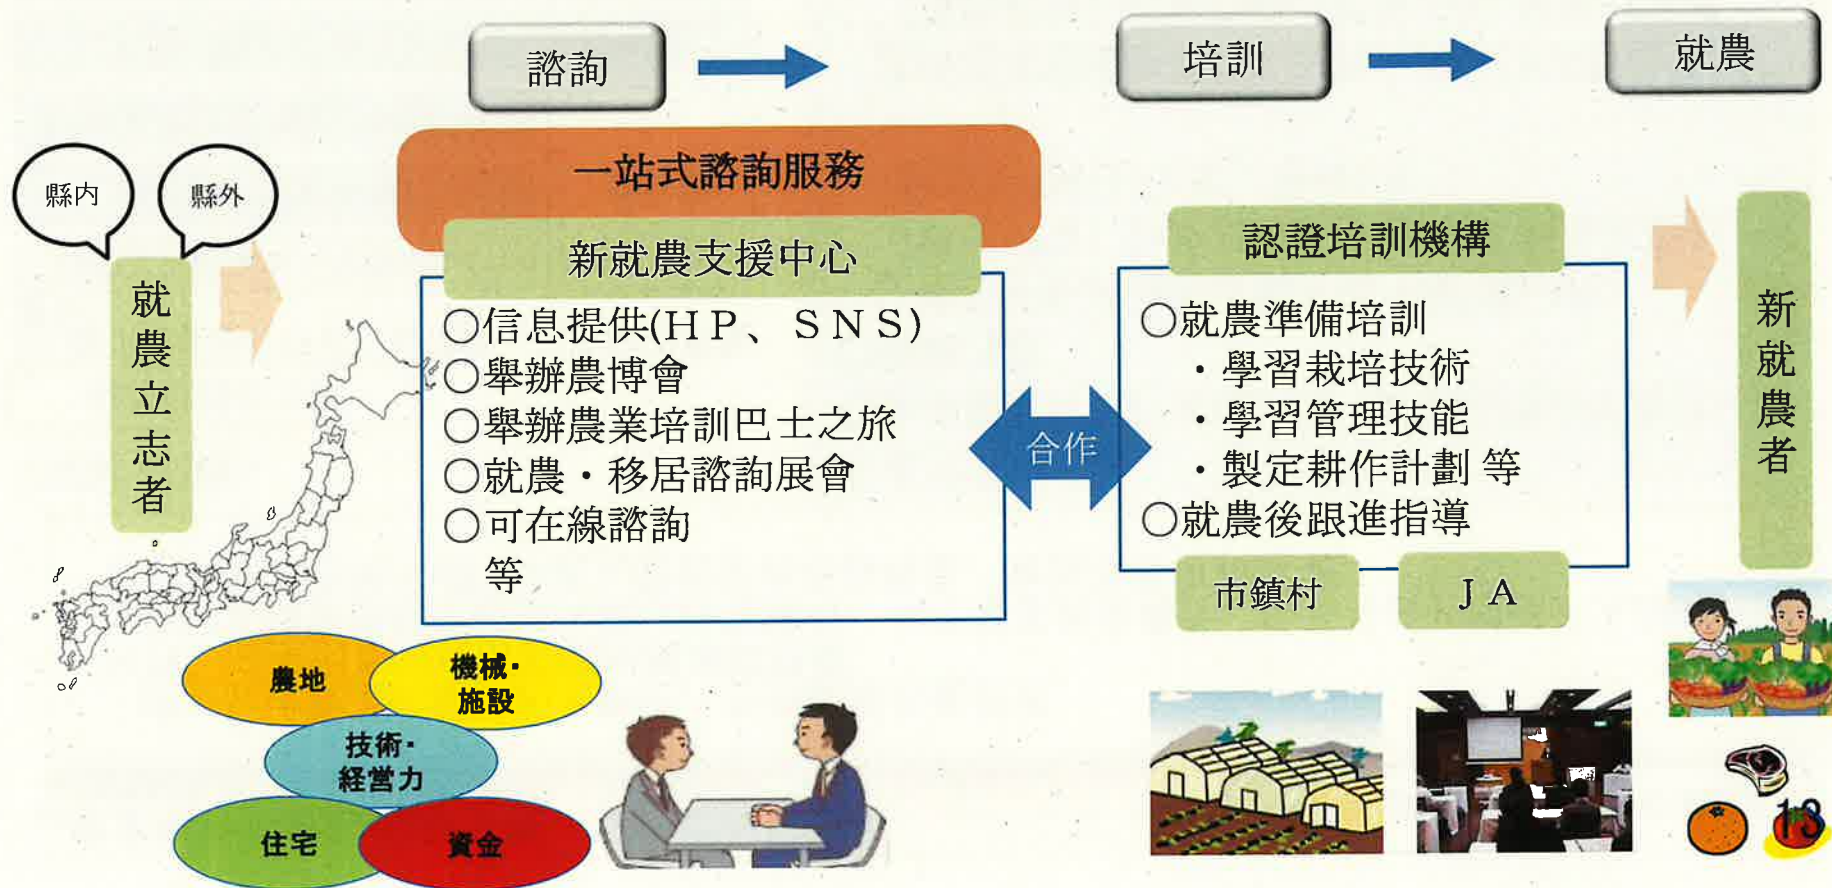 諮詢
培訓
就農
縣内
縣外
就農立志者
一站式諮詢服務
新就農支援中心
○信息提供(ＨＰ、ＳＮＳ)
○舉辦農博會
○舉辦農業培訓巴士之旅
○就農・移居諮詢展會
○可在線諮詢
等
合作
認證培訓機構
○就農準備培訓
・學習栽培技術
・學習管理技能
・製定耕作計劃 等
○就農後跟進指導
市鎮村
ＪＡ
新就農者
農地
機械・
施設
技術・
経営力
住宅
資金
13